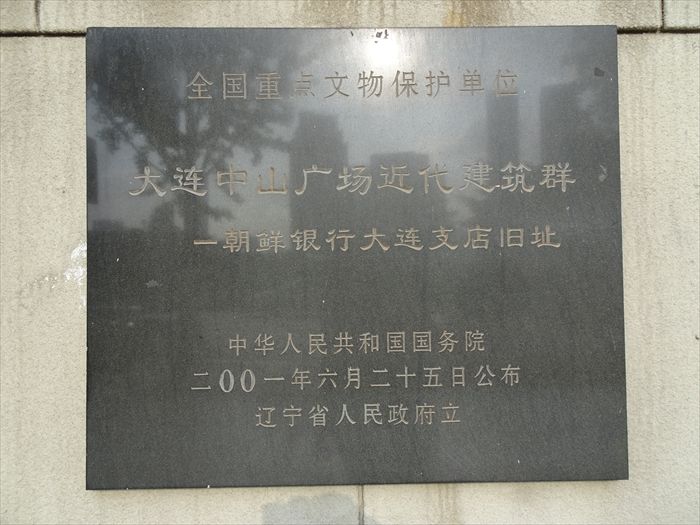 全国重点文物保护单位
大连中山广场近代建筑群
－朝鲜银行大连支店旧址
中华人民共和国国务院
二00一年六月二十五日公布
辽宁省人民政府立